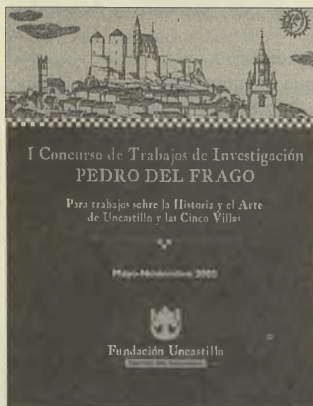 I Concurso de Trabajos de Investigación
PEDRO DEL FRAGO
Para trabajos sobre la Historia y el Arte
de Uncastillo y las Cinco Villas
Mayo-Noviembre
Fundación Uncastillo